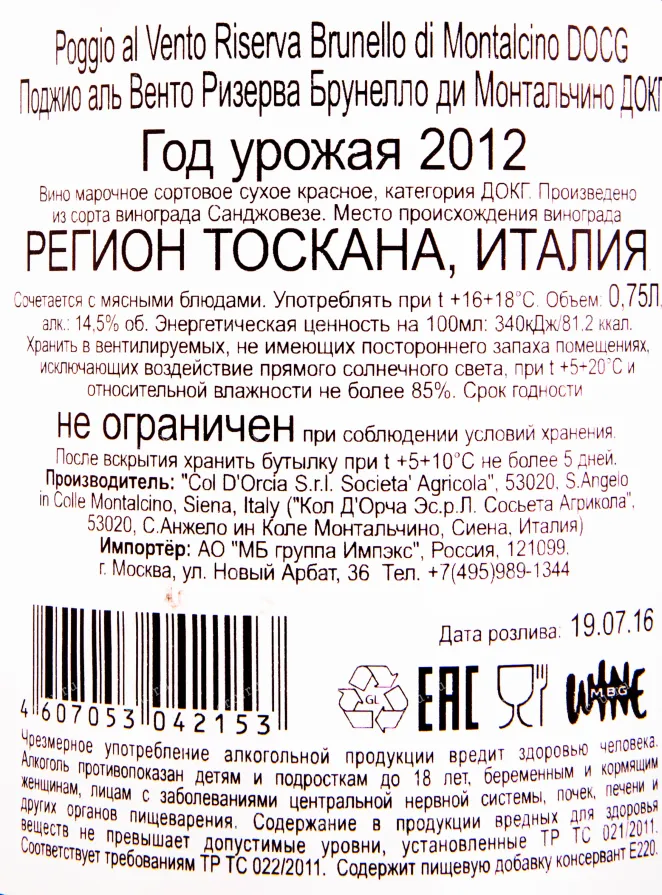 Poggio al Vento Riserva Brunello di Montalcino DOCG
Поджио аль Венто Ризерва Брунелло ди Монтальчино ДОКГ
Год урожая 2012
Вино марочное сортовое сухое красное, категория ДОКГ. Произведено
из сорта винограда Санджовезе. Место происхождения винограда
РЕГИОН ТОСКАНА, ИТАЛИЯ
Сочетается с мясными блюдами. Употреблять при t +16+18°C. Объем: 0,75Л,
алк.: 14,5% об. Энергетическая ценность на 100мл: 340кДж/81,2 ккал.
Хранить в вентилируемых, не имеющих постороннего запаха помещениях,
исключающих воздействие прямого солнечного света, при t +5+20°C и
относительной влажности не более 85%. Срок годности
не ограничен при соблюдении условий хранения.
После вскрытия хранить бутылку при t +5+10°C не более 5 дней.
Производитель: "Col D'Orcia S.r.l. Societa' Agricola", 53020, S.Angelo
in Colle Montalcino, Siena, Italy ("Кол Д'Орча Эс.р.Л. Сосьета Агрикола",
53020, С.Анжело ин Коле Монтальчино, Сиена, Италия)
Импортёр: АО "МБ группа Импэкс", Россия, 121099,
г. Москва, ул. Новый Арбат, 36 Тел. +7(495)989-1344
Дата розлива: 19.07.16
4 607053 042153
GL
EAC
WINE
MBG
Чрезмерное употребление алкогольной продукции вредит здоровью человека.
Алкоголь противопоказан детям и подросткам до 18 лет, беременным и кормящим
женщинам, лицам с заболеваниями центральной нервной системы, почек, печени и
других органов пищеварения. Содержание в продукции вредных для здоровья
веществ не превышает допустимые уровни, установленные ТР ТС 021/2011.
Соответствует требованиям ТР ТС 022/2011. Содержит пищевую добавку консервант Е220.